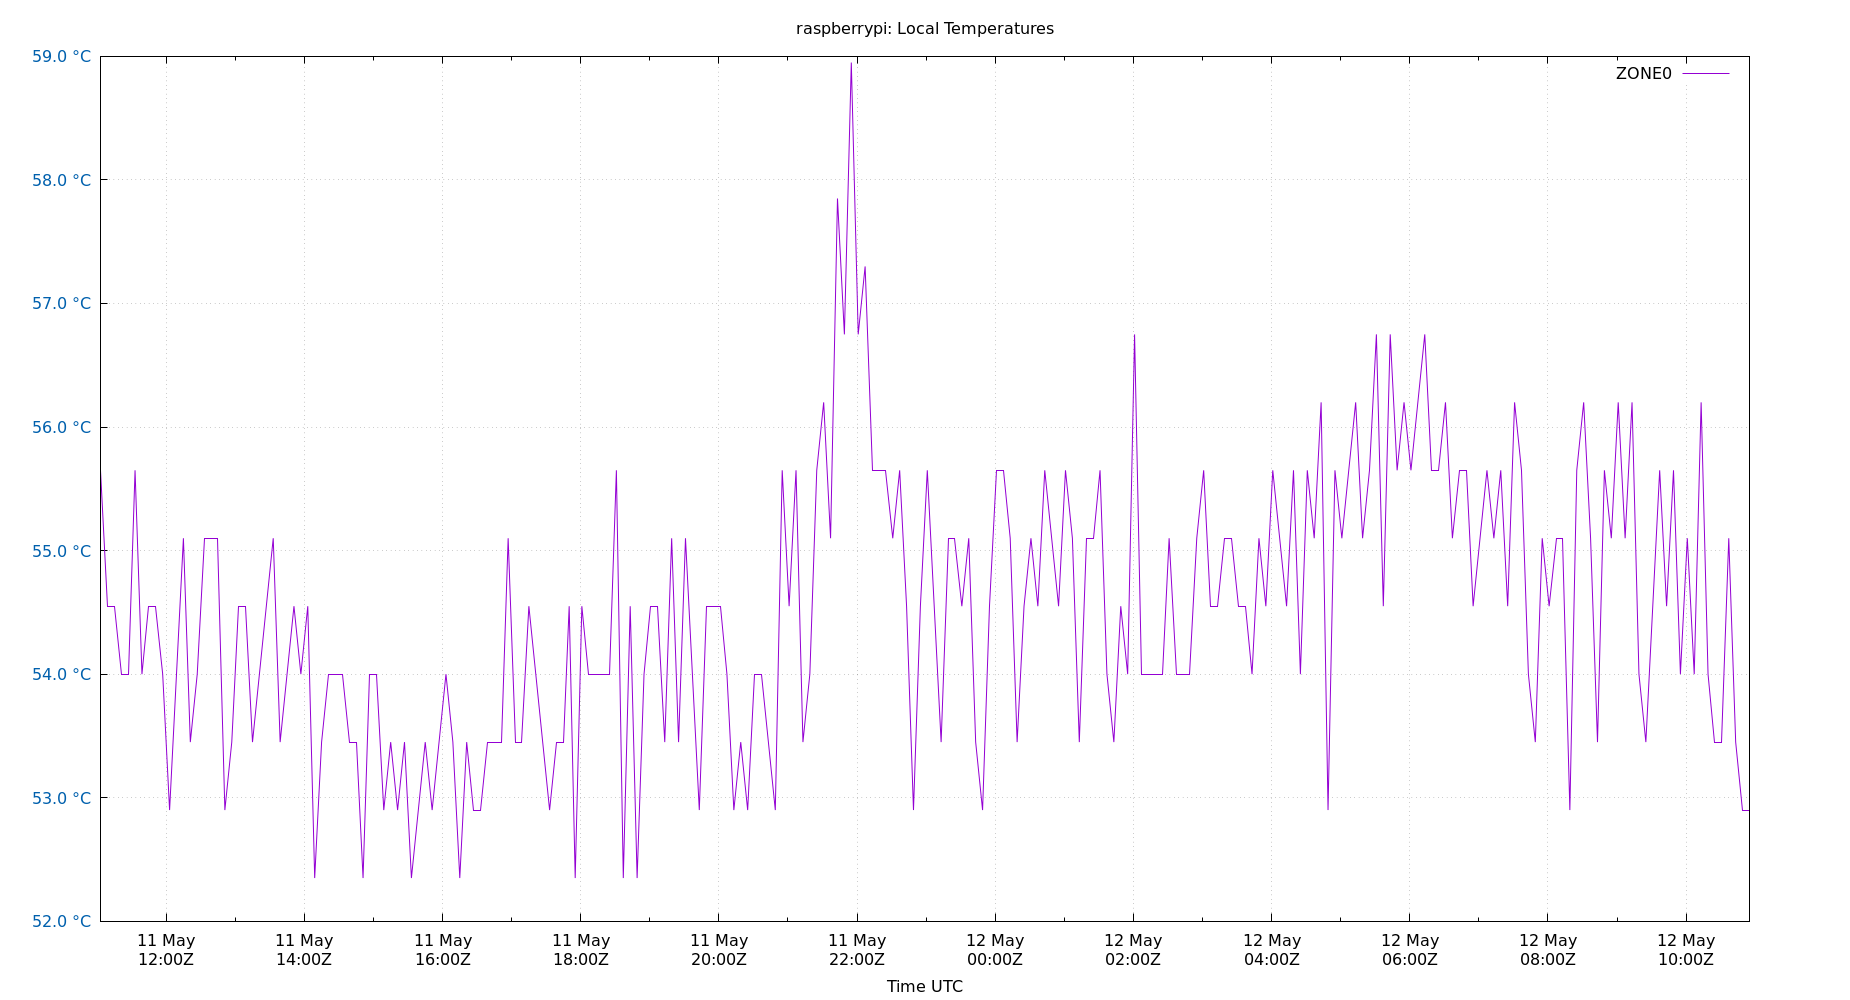 raspberrypi: Local Temperatures
59.0 °C
ZONE0
58.0 °C
57.0 °C
56.0 °C
55.0 °C
54.0 °C
53.0 °C
52.0 °C
11 May 11 May 11 May 11 May 11 May 11 May 12 May 12 May 12 May 12 May 12 May 12 May
12:00Z 14:00Z 16:00Z 18:00Z 20:00Z 22:00Z 00:00Z 02:00Z 04:00Z 06:00Z 08:00Z 10:00Z
Time UTC